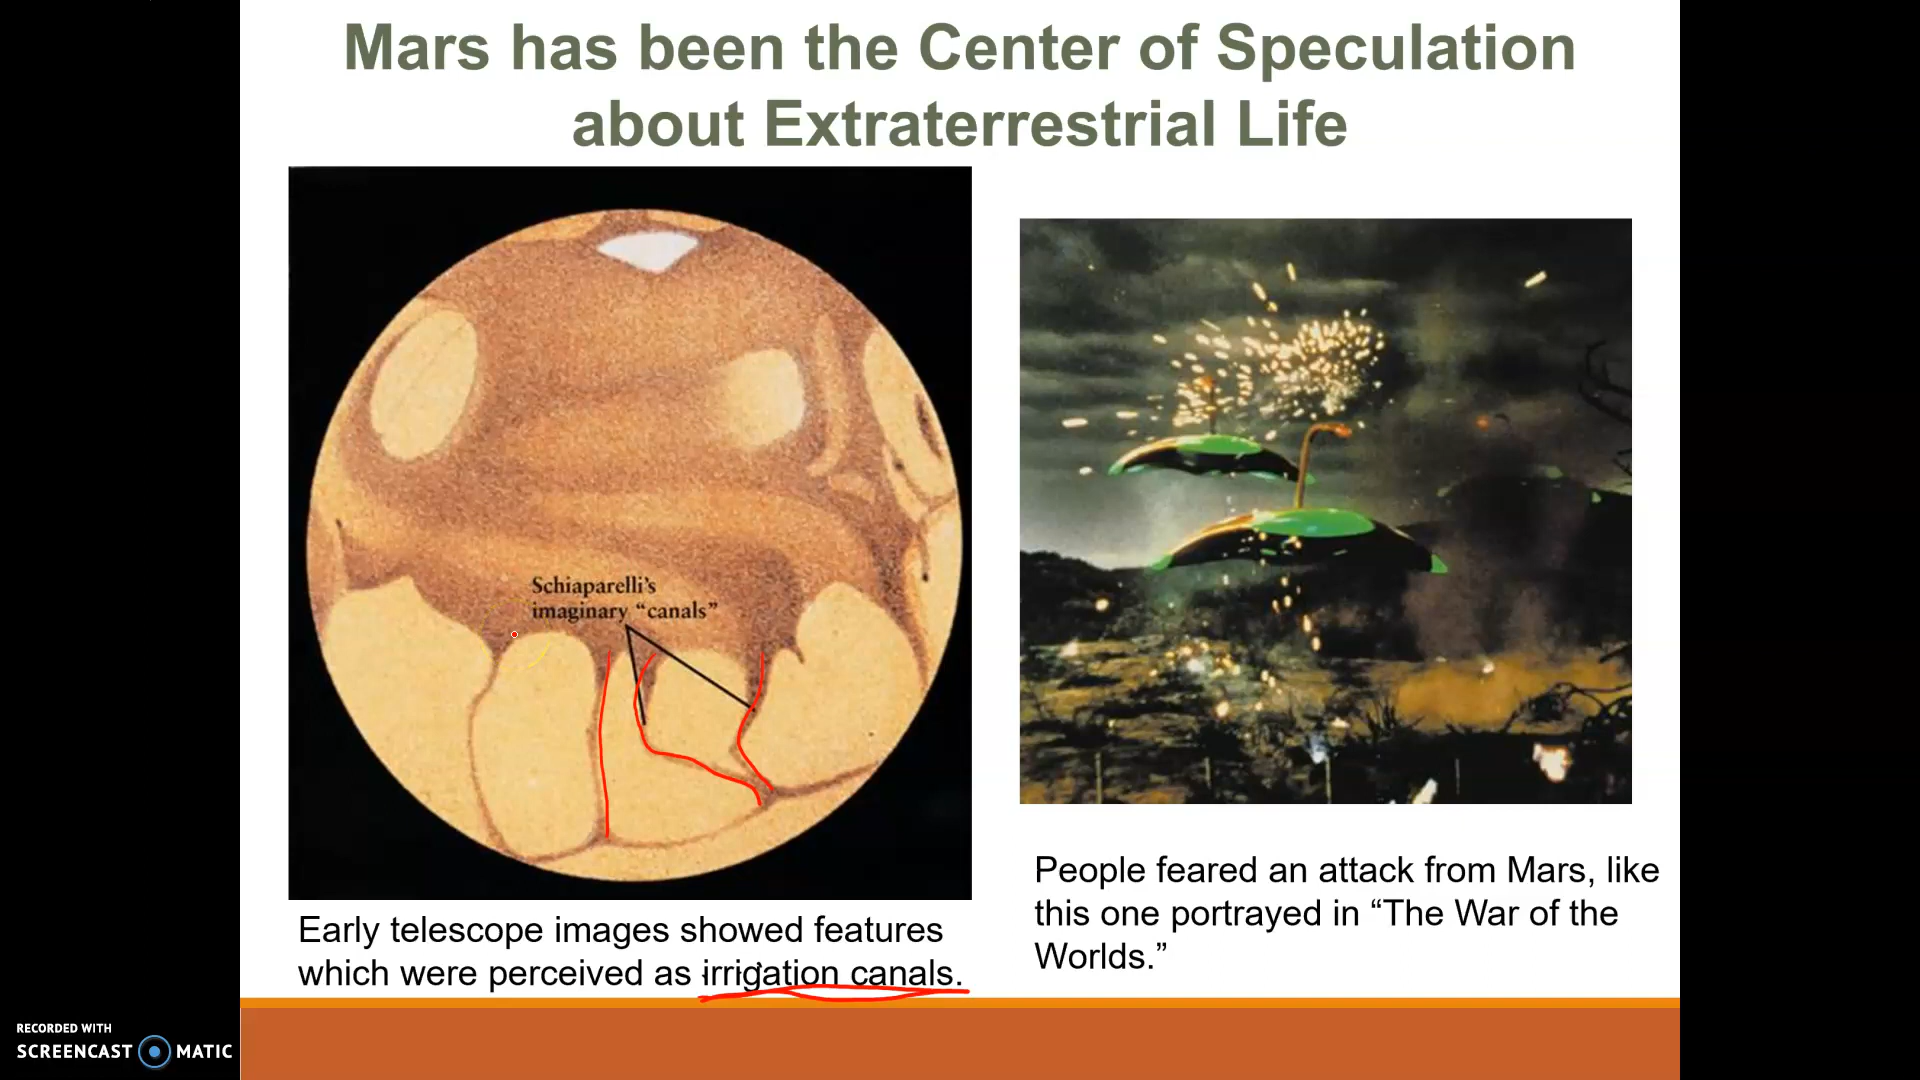 Mars has been the Center of Speculation
about Extraterrestrial Life
Schiaparelli's
imaginary “canals”
Early telescope images showed features
which were perceived as irrigation canals.
People feared an attack from Mars, like
this one portrayed in “The War of the
Worlds.”
RECORDED WITH
SCREENCAST MATIC